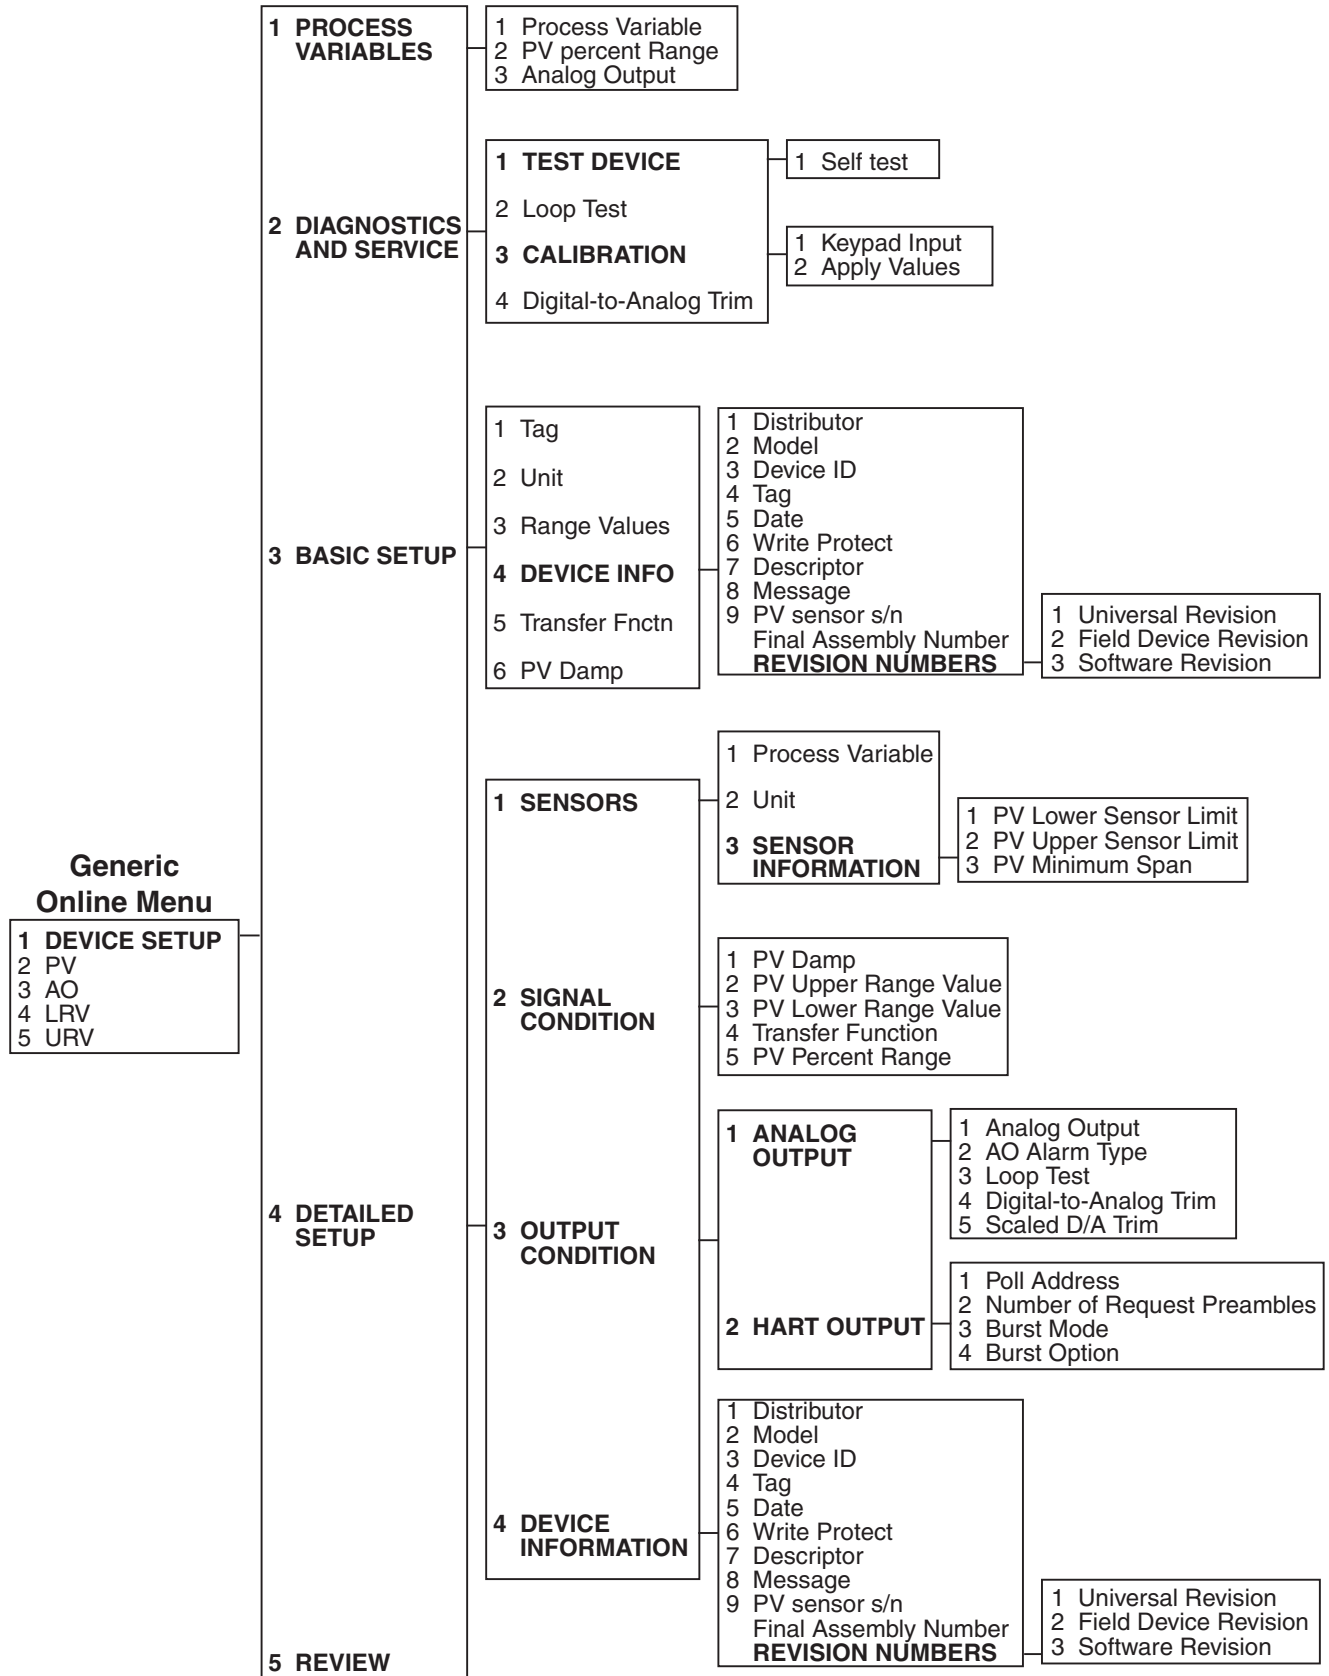 Generic
Online Menu
1 DEVICE SETUP
2 PV
3 AO
4 LRV
5 URV
1 PROCESS
VARIABLES
1 Process Variable
2 PV percent Range
3 Analog Output
2 DIAGNOSTICS
AND SERVICE
1 TEST DEVICE
2 Loop Test
3 CALIBRATION
4 Digital-to-Analog Trim
1 Self test
1 Keypad Input
2 Apply Values
3 BASIC SETUP
1 Tag
2 Unit
3 Range Values
4 DEVICE INFO
5 Transfer Fnctn
6 PV Damp
1 Distributor
2 Model
3 Device ID
4 Tag
5 Date
6 Write Protect
7 Descriptor
8 Message
9 PV sensor s/n
Final Assembly Number
REVISION NUMBERS
1 Universal Revision
2 Field Device Revision
3 Software Revision
4 DETAILED
SETUP
1 SENSORS
1 Process Variable
2 Unit
3 SENSOR
INFORMATION
1 PV Lower Sensor Limit
2 PV Upper Sensor Limit
3 PV Minimum Span
2 SIGNAL
CONDITION
1 PV Damp
2 PV Upper Range Value
3 PV Lower Range Value
4 Transfer Function
5 PV Percent Range
3 OUTPUT
CONDITION
1 ANALOG
OUTPUT
1 Analog Output
2 AO Alarm Type
3 Loop Test
4 Digital-to-Analog Trim
5 Scaled D/A Trim
2 HART OUTPUT
1 Poll Address
2 Number of Request Preambles
3 Burst Mode
4 Burst Option
4 DEVICE
INFORMATION
1 Distributor
2 Model
3 Device ID
4 Tag
5 Date
6 Write Protect
7 Descriptor
8 Message
9 PV sensor s/n
Final Assembly Number
REVISION NUMBERS
1 Universal Revision
2 Field Device Revision
3 Software Revision
5 REVIEW